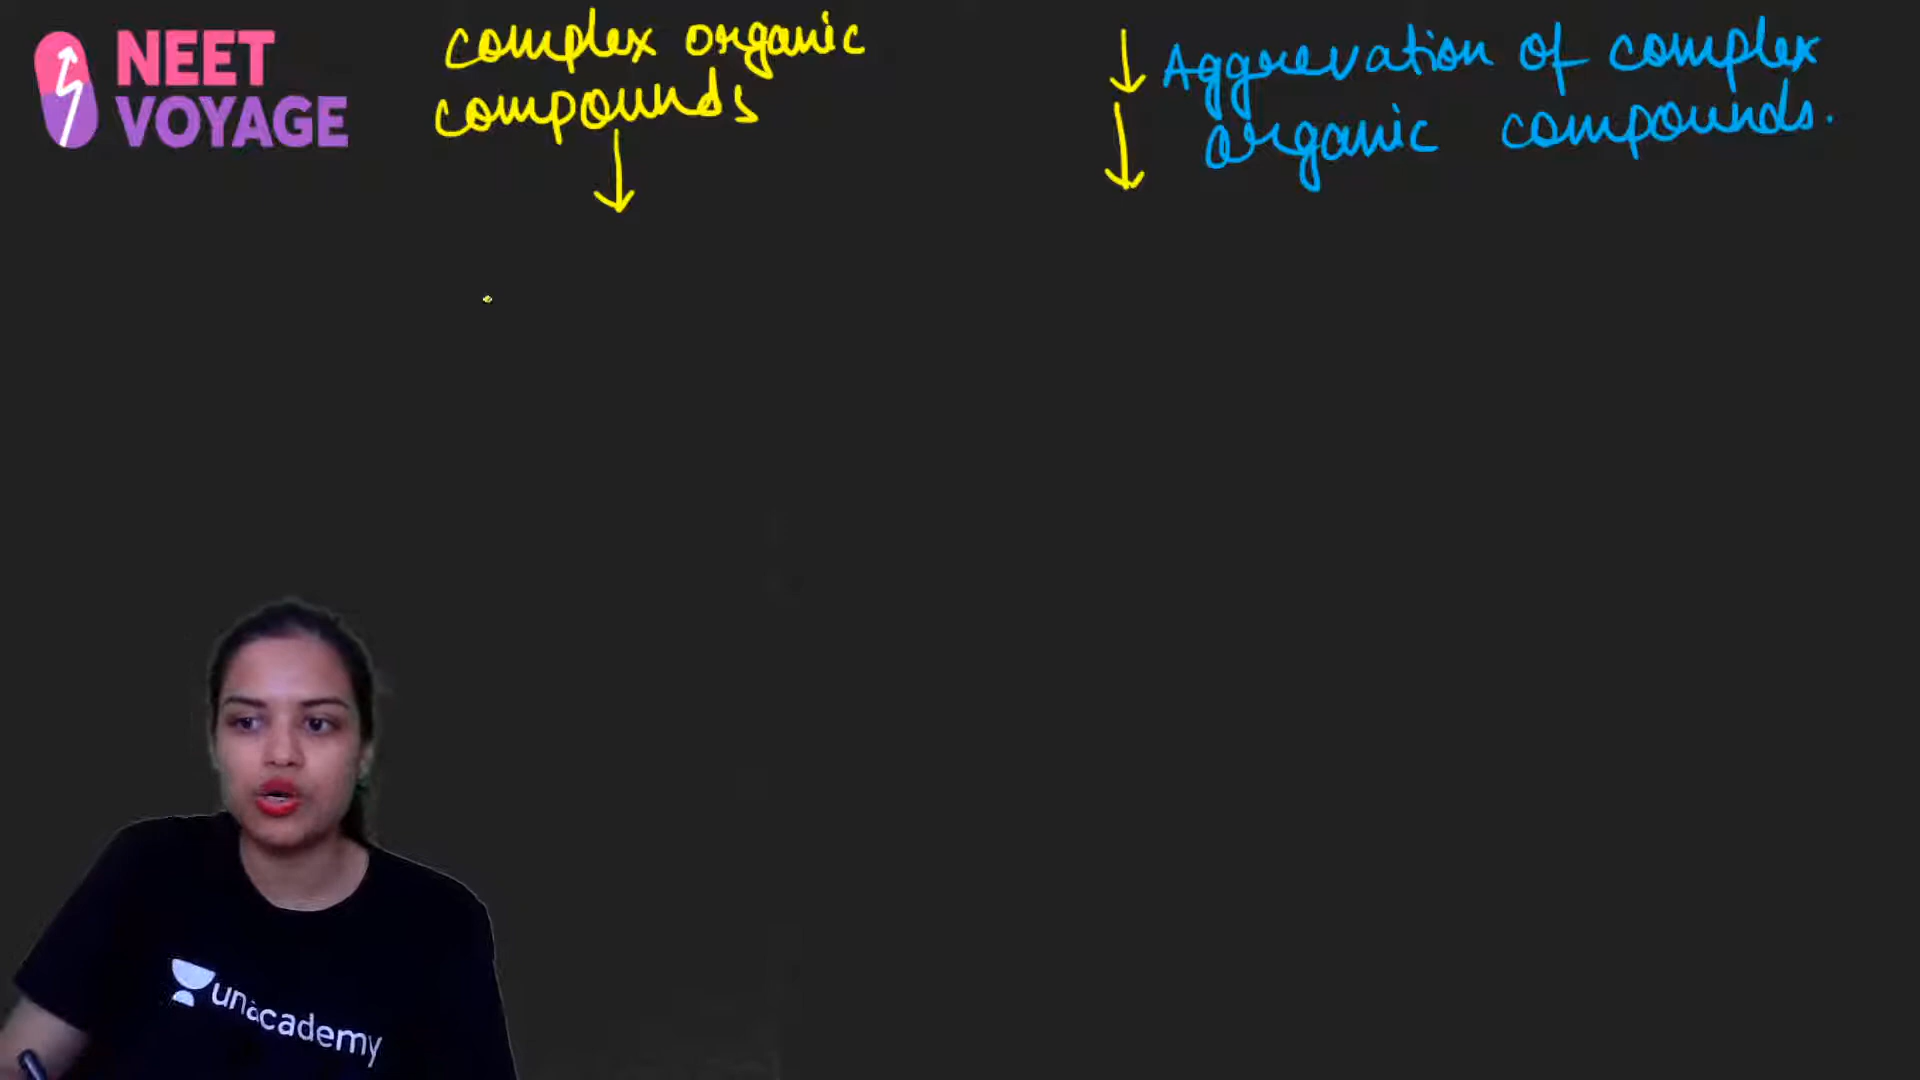 NEET
VOYAGE
complex organic
compounds
Aggrevation of complex
organic compounds.
unacademy